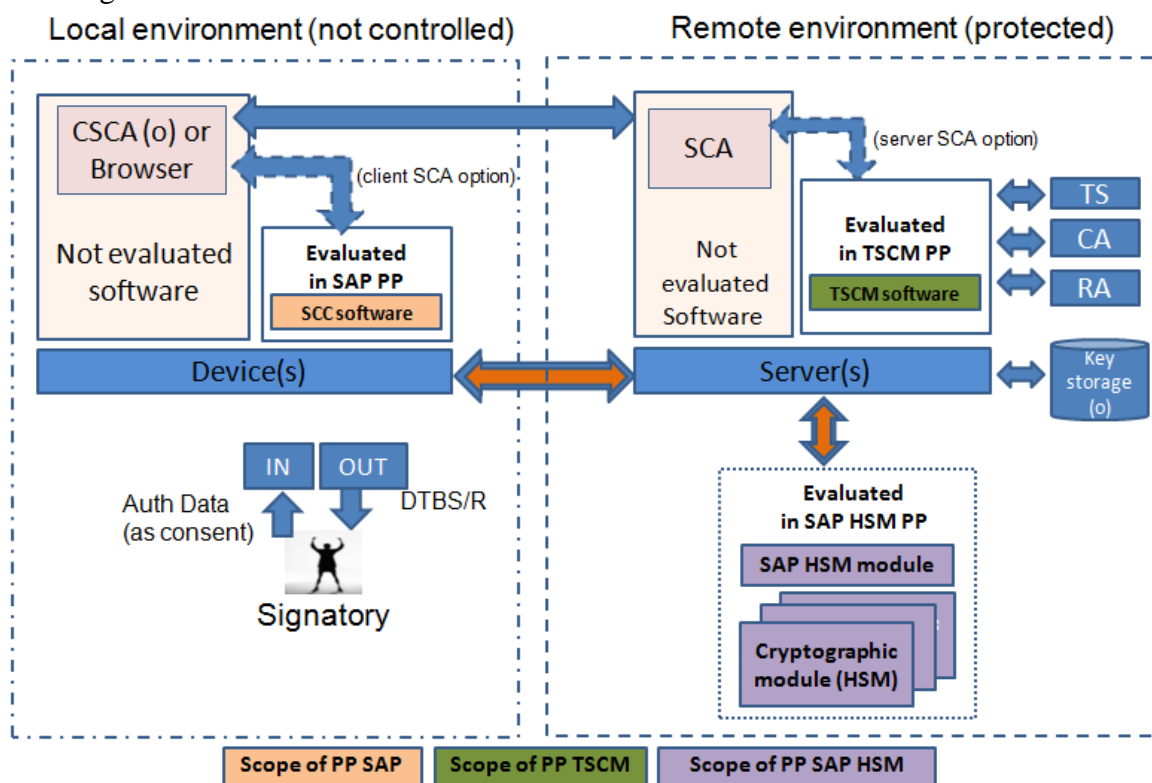 Local environment (not controlled)
Remote environment (protected)
CSCA (o) or
Browser
(client SCA option)
Not evaluated
software
Evaluated
in SAP PP
SCC software
SCA
(server SCA option)
Not
evaluated
Software
Evaluated
in TSCM PP
TSCM software
TS
CA
RA
Device(s)
Server(s)
Key
storage
(o)
IN
OUT
Auth Data
(as consent)
DTBS/R
Signatory
Evaluated
in SAP HSM PP
SAP HSM module
Cryptographic
module (HSM)
Scope of PP SAP
Scope of PP TSCM
Scope of PP SAP HSM